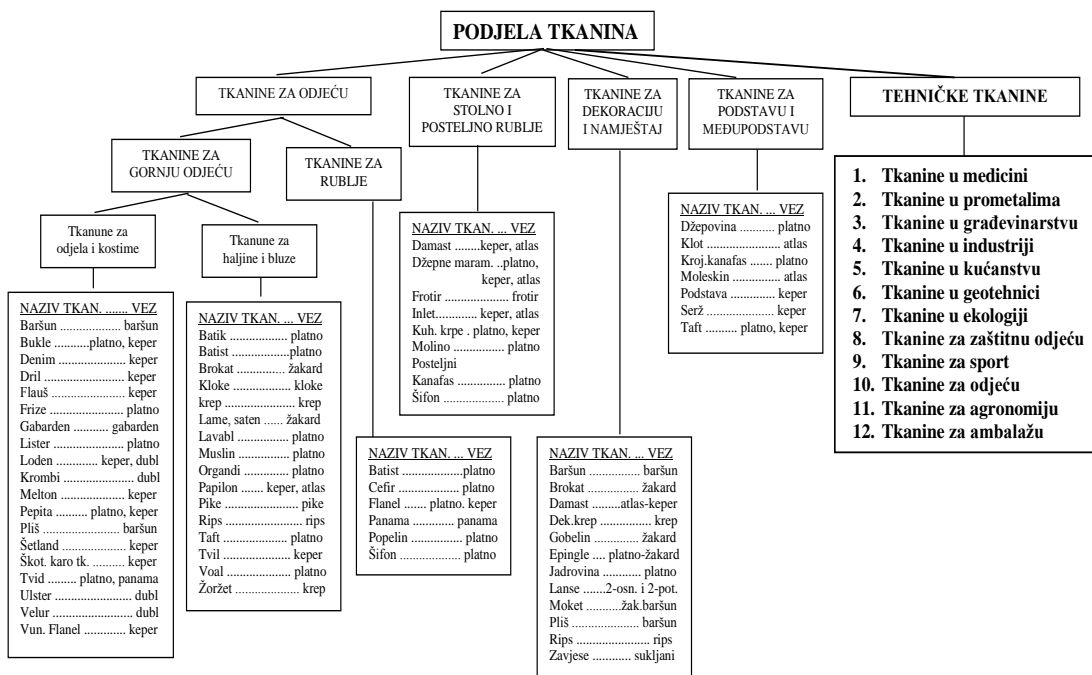 PODJELA TKANINA
TKANINE ZA ODJEĆU
TKANINE ZA
STOLNO I
POSTELJNO RUBLJE
TKANINE ZA
DEKORACIJU
I NAMJEŠTAJ
TKANINE ZA
PODSTAVU I
MEĐUPODSTAVU
TEHNIČKE TKANINE
TKANINE ZA
GORNJU ODJEĆU
TKANINE ZA
RUBLJE
Tkanune za
odjela i kostime
Tkanune za
haljine i bluze
NAZIV TKAN. ....... VEZ
Baršun .................. baršun
Bukle ...........platno, keper
Denim ..................... keper
Dril ......................... keper
Flauš ....................... keper
Frize ....................... platno
Gabarden .......... gabarden
Lister ...................... platno
Loden ............. keper, dubl
Krombi ..................... dubl
Melton .................... keper
Pepita .......... platno, keper
Pliš ........................ baršun
Šetland .................... keper
Škot. karo tk. .......... keper
Tvid ......... platno, panama
Ulster ........................ dubl
Velur ......................... dubl
Vun. Flanel ............. keper
NAZIV TKAN. ... VEZ
Batik .................. platno
Batist ..................platno
Brokat ............... žakard
Kloke .................. kloke
krep ...................... krep
Lame, saten ...... žakard
Lavabl ................ platno
Muslin ................ platno
Organdi .............. platno
Papilon ....... keper, atlas
Pike ...................... pike
Rips ....................... rips
Taft ..................... platno
Tvil ...................... keper
Voal .................... platno
Žoržet .................... krep
NAZIV TKAN. ... VEZ
Batist ...................platno
Cefir ................... platno
Flanel ..... platno. keper
Panama ............. panama
Popelin ............... platno
Šifon ................... platno
NAZIV TKAN. ... VEZ
Damast ........keper, atlas
Džepne maram. ..platno,
keper, atlas
Frotir .................... frotir
Inlet............. keper, atlas
Kuh. krpe . platno, keper
Molino ................ platno
Posteljni
Kanafas ............... platno
Šifon .................... platno
NAZIV TKAN. ... VEZ
Baršun ................ baršun
Brokat ................ žakard
Damast ........atlas-keper
Dek.krep ................ krep
Gobelin .............. žakard
Epingle .... platno-žakard
Jadrovina ............ platno
Lanse .....2-osn. i 2-pot.
Moket ........ žak.baršun
Pliš ..................... baršun
Rips ........................ rips
Zavjese ............ sukljani
NAZIV TKAN. ... VEZ
Džepovina ........... platno
Klot ........................ atlas
Kroj.kanafas ....... platno
Moleskin ............... atlas
Podstava .............. keper
Serž ...................... keper
Taft .......... platno, keper
1. Tkanine u medicini
2. Tkanine u prometalima
3. Tkanine u građevinarstvu
4. Tkanine u industriji
5. Tkanine u kućanstvu
6. Tkanine u geotehnici
7. Tkanine u ekologiji
8. Tkanine za zaštitnu odjeću
9. Tkanine za sport
10. Tkanine za odjeću
11. Tkanine za agronomiju
12. Tkanine za ambalažu